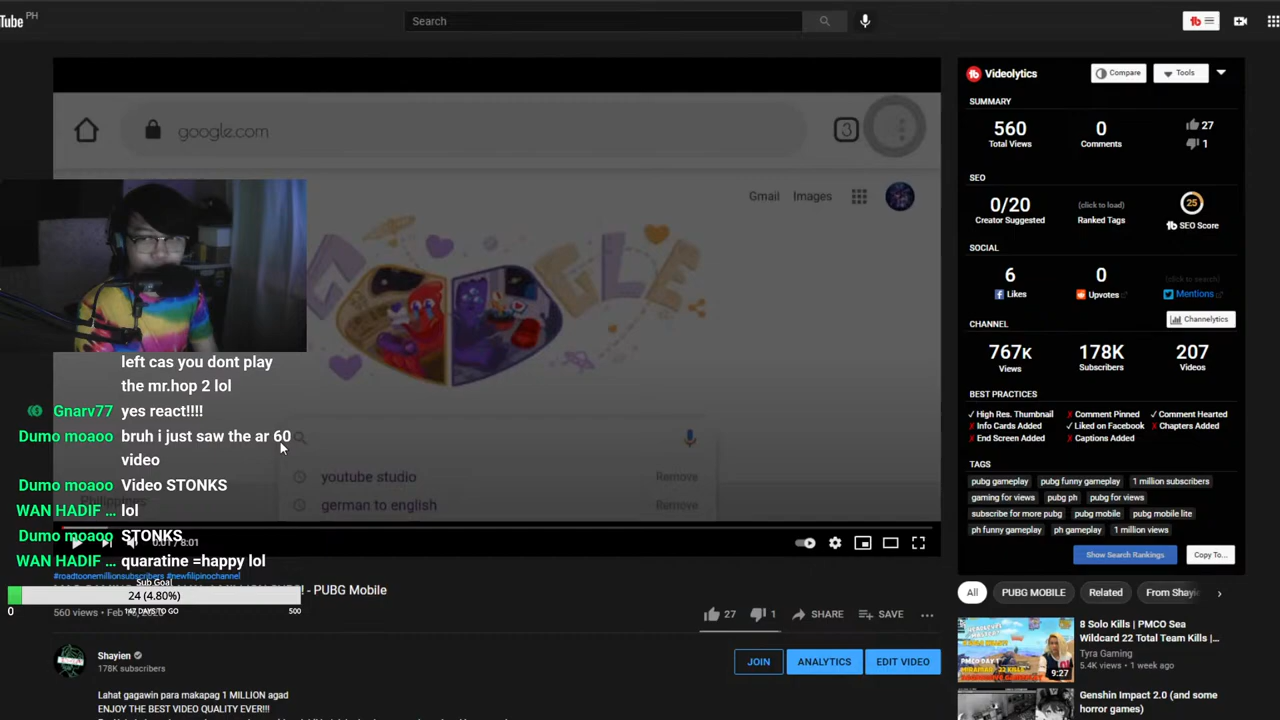 Tube PH
Search
google.com
3
Gmail Images
youtube studio Remove
german to english Remove
left cas you dont play
the mr.hop 2 lol
Gnarv77 yes react!!!!
Dumo moaoo bruh i just saw the ar 60
video
Dumo moaoo Video STONKS
WAN HADIF ... lol
Dumo moaoo STONKS
WAN HADIF ... quaratine =happy lol
0:01 / 8:01
#roadtoonemillionsubscribers #newfilipinochannel
Sub Goal
24 (4.80%)
0 147 DAYS TO GO 500
- PUBG Mobile
560 views • Feb
27 1 SHARE SAVE ...
Shayien
178K subscribers
JOIN ANALYTICS EDIT VIDEO
Lahat gagawin para makapag 1 MILLION agad
ENJOY THE BEST VIDEO QUALITY EVER!!!
tb Videolytics Compare Tools
SUMMARY
560 0 27
Total Views Comments 1
SEO
0/20 (click to load) 25
Creator Suggested Ranked Tags tb SEO Score
SOCIAL
6 0 (click to search)
Likes Upvotes Mentions
Channelytics
CHANNEL
767K 178K 207
Views Subscribers Videos
BEST PRACTICES
✓ High Res. Thumbnail ✗ Comment Pinned ✓ Comment Hearted
✗ Info Cards Added ✓ Liked on Facebook ✗ Chapters Added
✗ End Screen Added ✗ Captions Added
TAGS
pubg gameplay pubg funny gameplay 1 million subscribers
gaming for views pubg ph pubg for views
subscribe for more pubg pubg mobile pubg mobile lite
ph funny gameplay ph gameplay 1 million views
Show Search Rankings Copy To...
All PUBG MOBILE Related From Shayie
8 Solo Kills | PMCO Sea
Wildcard 22 Total Team Kills |...
Tyra Gaming
5.4K views • 1 week ago
9:27
Genshin Impact 2.0 (and some
horror games)